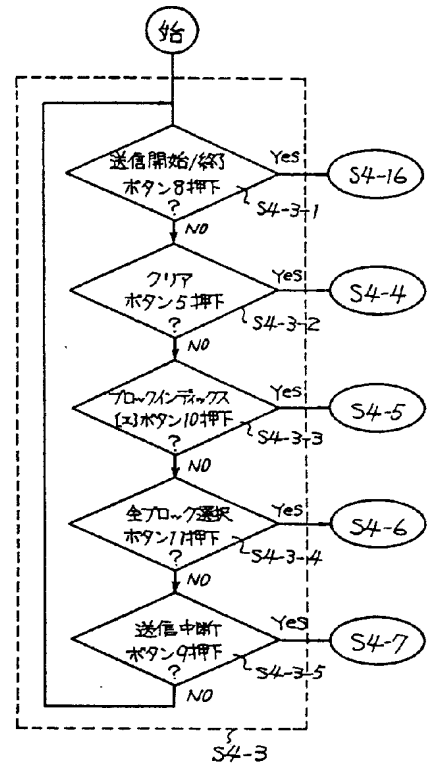 始
送信開始/終了
ボタン8押下
?
Yes
S4-16
S4-3-1
NO
クリア
ボタン5押下
?
Yes
S4-4
S4-3-2
NO
ブロックインディックス
[x]ボタン10押下
?
Yes
S4-5
S4-3-3
NO
全ブロック選択
ボタン11押下
?
Yes
S4-6
S4-3-4
NO
送信中断
ボタン9押下
?
Yes
S4-7
S4-3-5
NO
S4-3